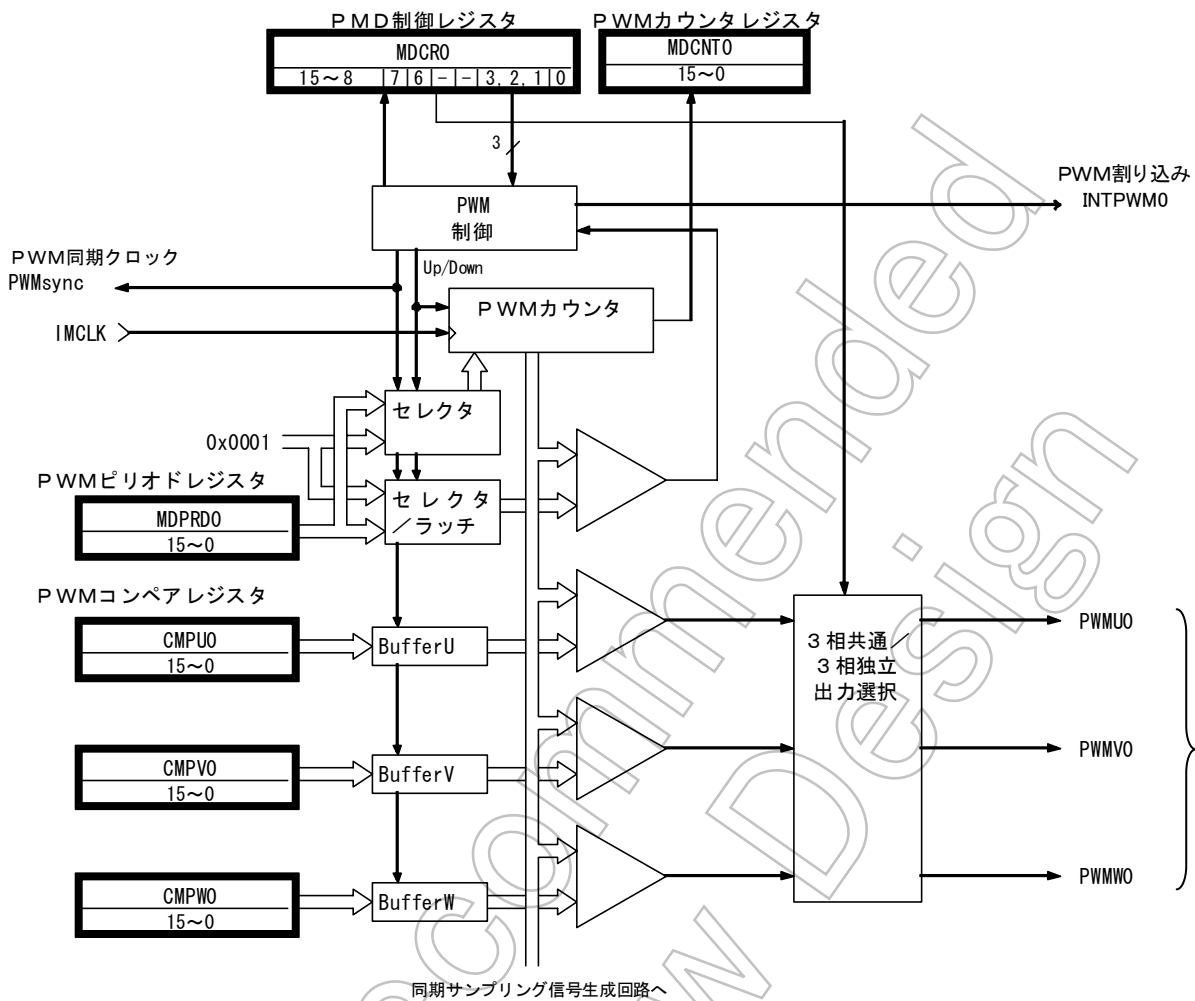 ＰＭＤ制御レジスタ
ＰＷＭカウンタレジスタ
MDCR0
15～8 |7|6|-|-|3,2,1|0
MDCNT0
15～0
3
PWM
制御
ＰＷＭ割り込み
INTPWM0
ＰＷＭ同期クロック
PWMsync
Up/Down
ＰＷＭカウンタ
IMCLK
セレクタ
0x0001
ＰＷＭピリオドレジスタ
セレクタ
／ラッチ
MDPRD0
15～0
ＰＷＭコンペアレジスタ
CMPU0
15～0
BufferU
３相共通／
３相独立
出力選択
PWMU0
CMPV0
15～0
BufferV
PWMV0
CMPW0
15～0
BufferW
PWMW0
同期サンプリング信号生成回路へ
ecommended
w Design